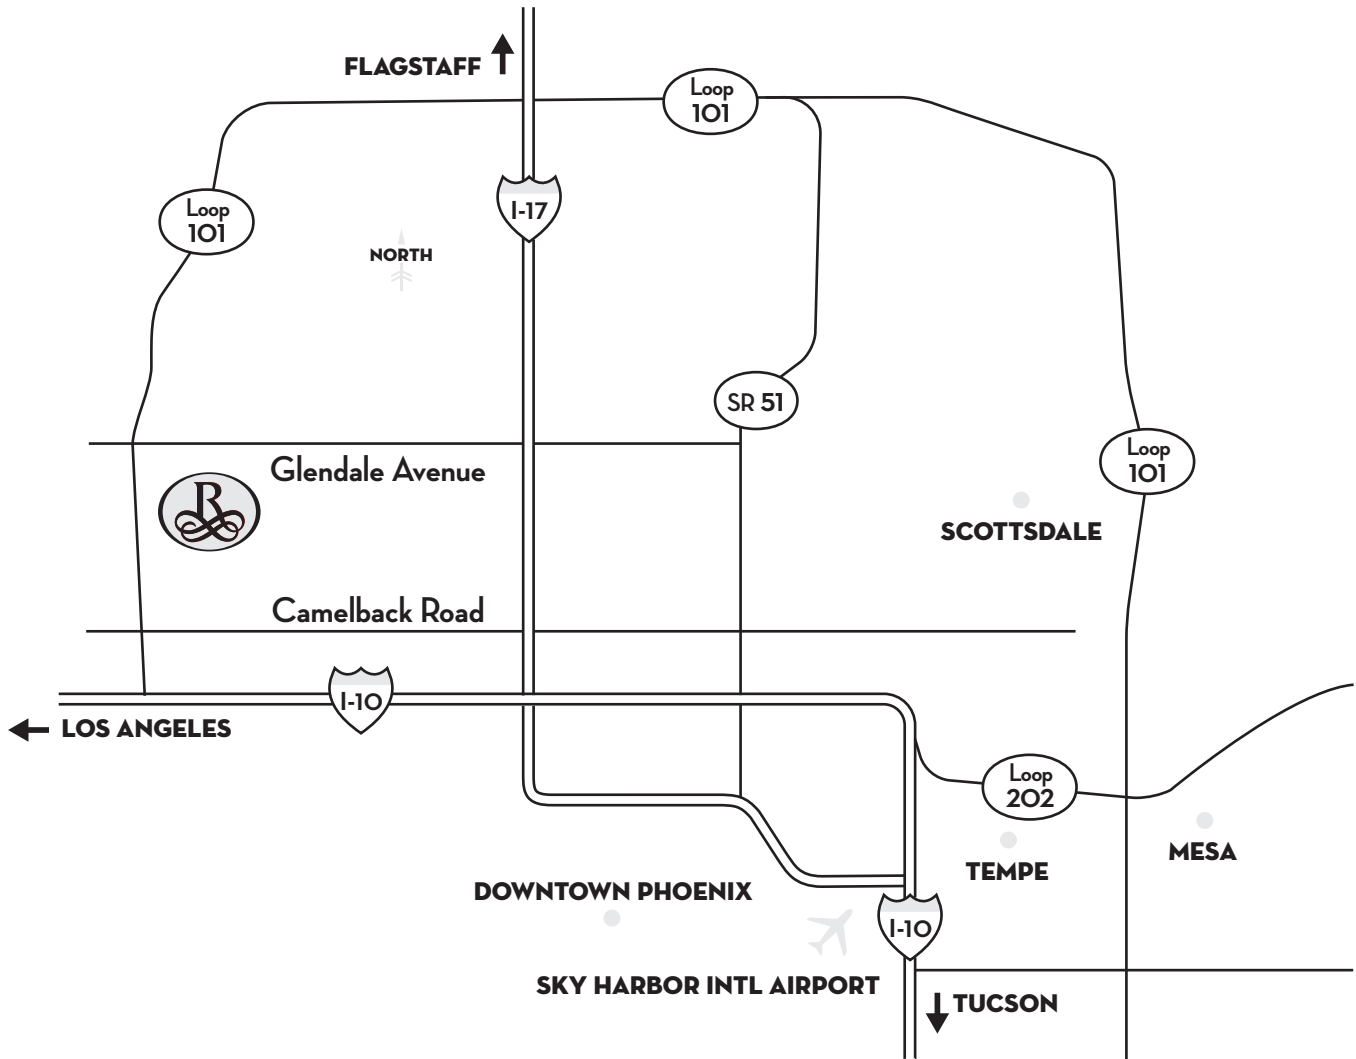 FLAGSTAFF
Loop
101
Loop
101
I-17
NORTH
SR 51
Glendale Avenue
R
Loop
101
SCOTTSDALE
Camelback Road
I-10
LOS ANGELES
Loop
202
MESA
TEMPE
DOWNTOWN PHOENIX
I-10
SKY HARBOR INTL AIRPORT
TUCSON